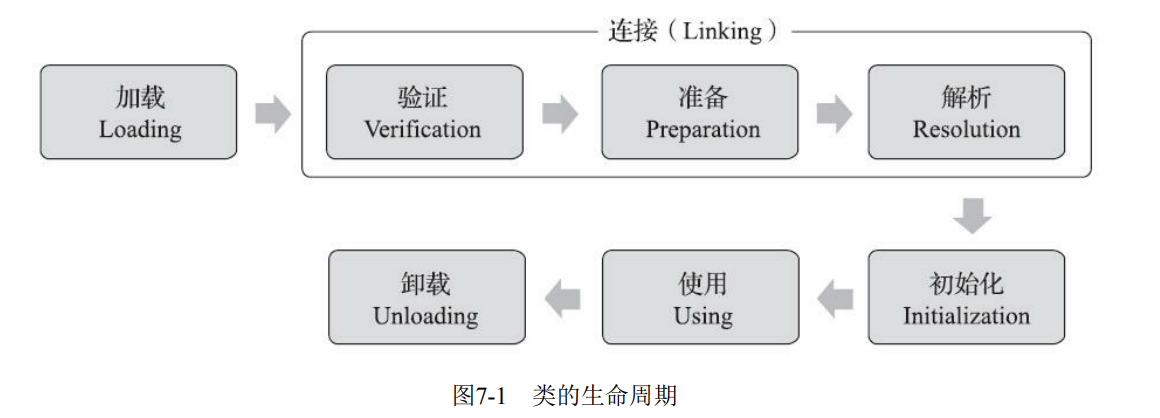 连接（Linking）
加载
Loading
验证
Verification
准备
Preparation
解析
Resolution
卸载
Unloading
使用
Using
初始化
Initialization
图7-1 类的生命周期